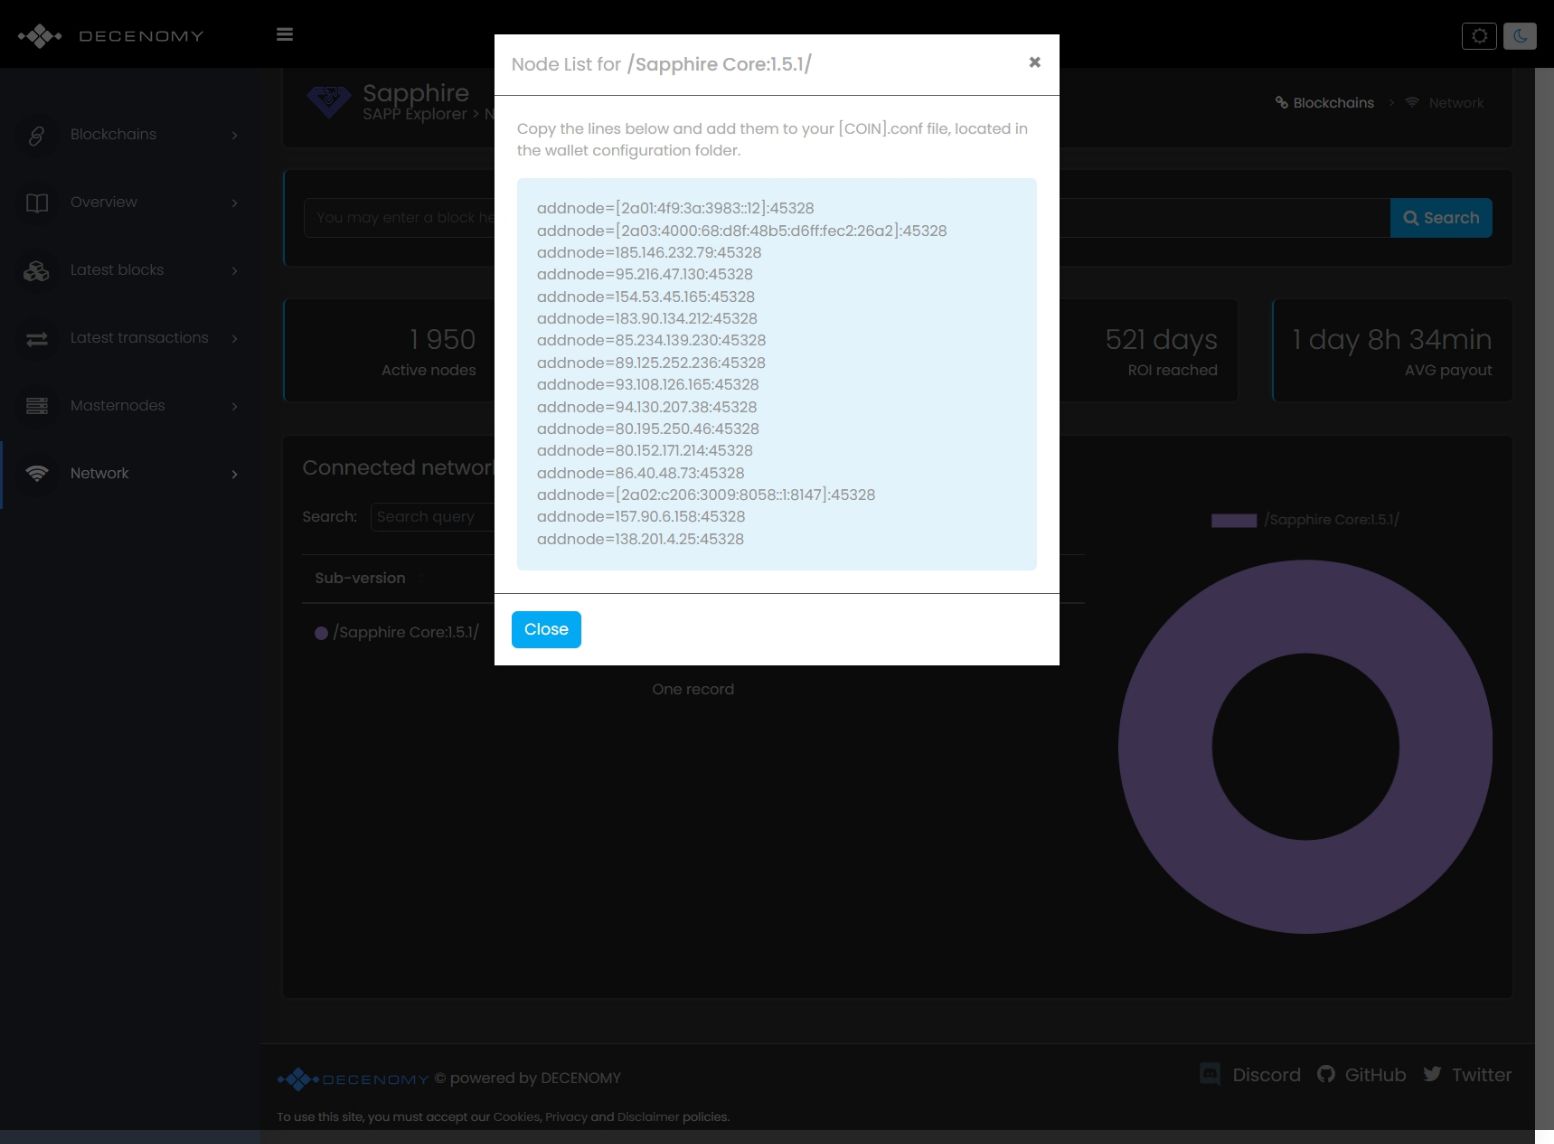 DECENOMY
Node List for /Sapphire Core:1.5.1/
Copy the lines below and add them to your [COIN].conf file, located in
the wallet configuration folder.
addnode=[2a01:4f9:3a:3983::12]:45328
addnode=[2a03:4000:68:d8f:48b5:d6ff:fec2:26a2]:45328
addnode=185.146.232.79:45328
addnode=95.216.47.130:45328
addnode=154.53.45.165:45328
addnode=183.90.134.212:45328
addnode=85.234.139.230:45328
addnode=89.125.252.236:45328
addnode=93.108.126.165:45328
addnode=94.130.207.38:45328
addnode=80.195.250.46:45328
addnode=80.152.171.214:45328
addnode=86.40.48.73:45328
addnode=[2a02:c206:3009:8058::1:8147]:45328
addnode=157.90.6.158:45328
addnode=138.201.4.25:45328
Close
Blockchains
Overview
Latest blocks
Latest transactions
Masternodes
Network
Sapphire
SAPP Explorer > N
Blockchains > Network
You may enter a block he
Search
1 950
Active nodes
521 days
ROI reached
1 day 8h 34min
AVG payout
Connected network
Search: Search query
Sub-version
/Sapphire Core:1.5.1/
One record
/Sapphire Core:1.5.1/
DECENOMY © powered by DECENOMY
Discord GitHub Twitter
To use this site, you must accept our Cookies, Privacy and Disclaimer policies.